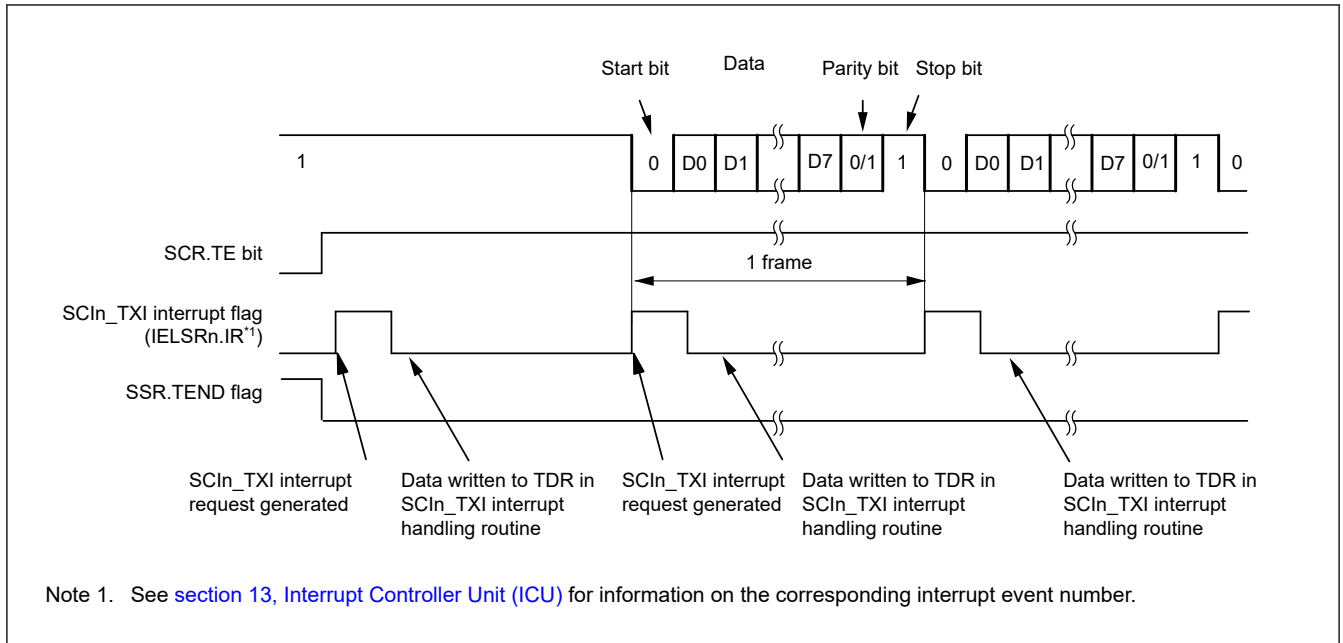 Start bit Data Parity bit Stop bit
1 0 D0 D1 D7 0/1 1 0 D0 D1 D7 0/1 1 0
SCR.TE bit
1 frame
SCIn_TXI interrupt flag
(IELSRn.IR*1)
SSR.TEND flag
SCIn_TXI interrupt
request generated
Data written to TDR in
SCIn_TXI interrupt
handling routine
SCIn_TXI interrupt
request generated
Data written to TDR in
SCIn_TXI interrupt
handling routine
Data written to TDR in
SCIn_TXI interrupt
handling routine
Note 1. See section 13, Interrupt Controller Unit (ICU) for information on the corresponding interrupt event number.